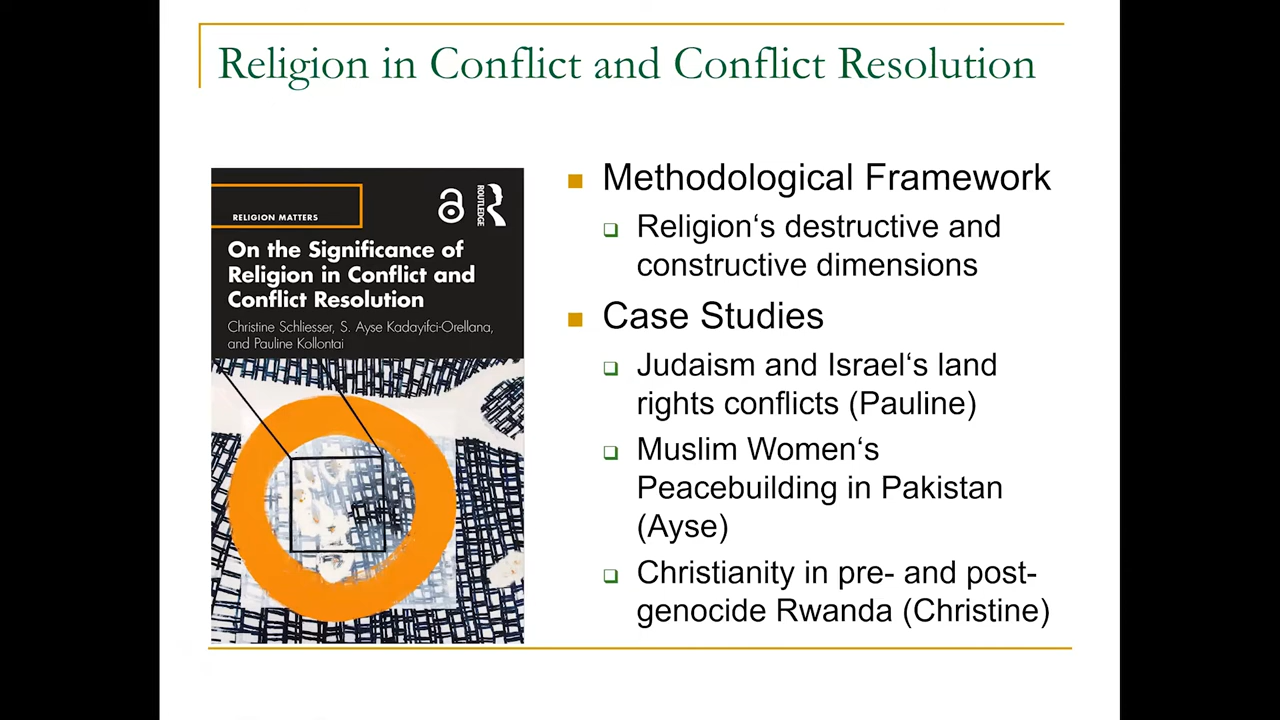 Religion in Conflict and Conflict Resolution
RELIGION MATTERS
ROUTLEDGE
On the Significance of
Religion in Conflict and
Conflict Resolution
Christine Schliesser, S. Ayse Kadayifci-Orellana,
and Pauline Kollontai
Methodological Framework
Religion‘s destructive and
constructive dimensions
Case Studies
Judaism and Israel‘s land
rights conflicts (Pauline)
Muslim Women‘s
Peacebuilding in Pakistan
(Ayse)
Christianity in pre- and post-
genocide Rwanda (Christine)